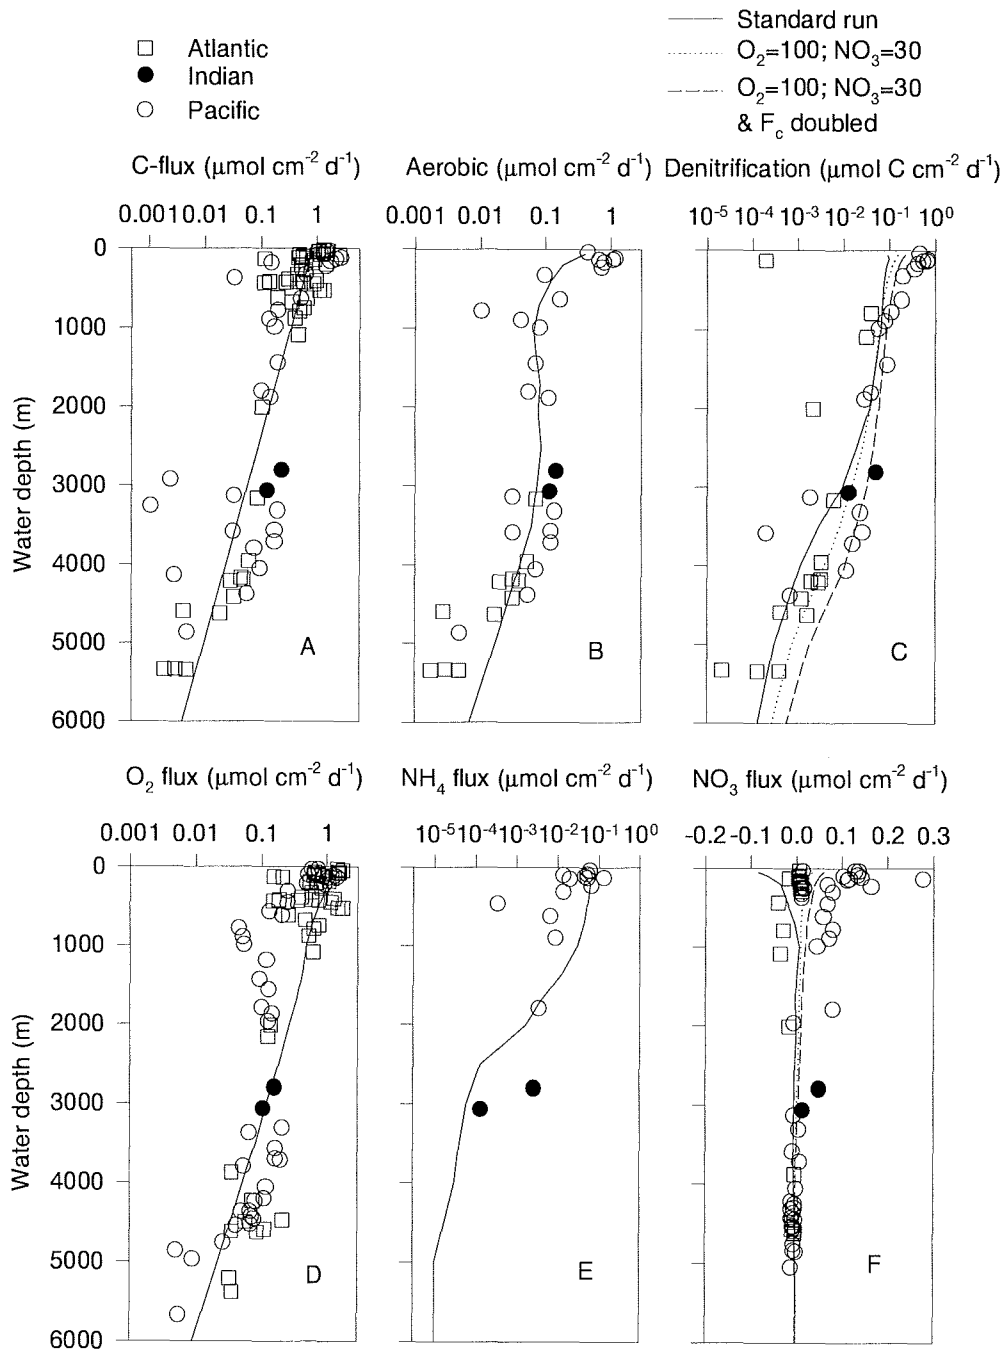 Atlantic
Indian
Pacific
Standard run
O₂=100; NO₃=30
O₂=100; NO₃=30
& F꜀ doubled
C-flux (μmol cm⁻² d⁻¹)
0.001 0.01 0.1 1
Aerobic (μmol cm⁻² d⁻¹)
0.001 0.01 0.1 1
Denitrification (μmol C cm⁻² d⁻¹)
10⁻⁵ 10⁻⁴ 10⁻³ 10⁻² 10⁻¹ 10⁰
Water depth (m)
0
1000
2000
3000
4000
5000
6000
A
B
C
O₂ flux (μmol cm⁻² d⁻¹)
0.001 0.01 0.1 1
NH₄ flux (μmol cm⁻² d⁻¹)
10⁻⁵ 10⁻⁴ 10⁻³ 10⁻² 10⁻¹ 10⁰
NO₃ flux (μmol cm⁻² d⁻¹)
-0.2 0.0 0.1 0.2 0.3
Water depth (m)
0
1000
2000
3000
4000
5000
6000
D
E
F